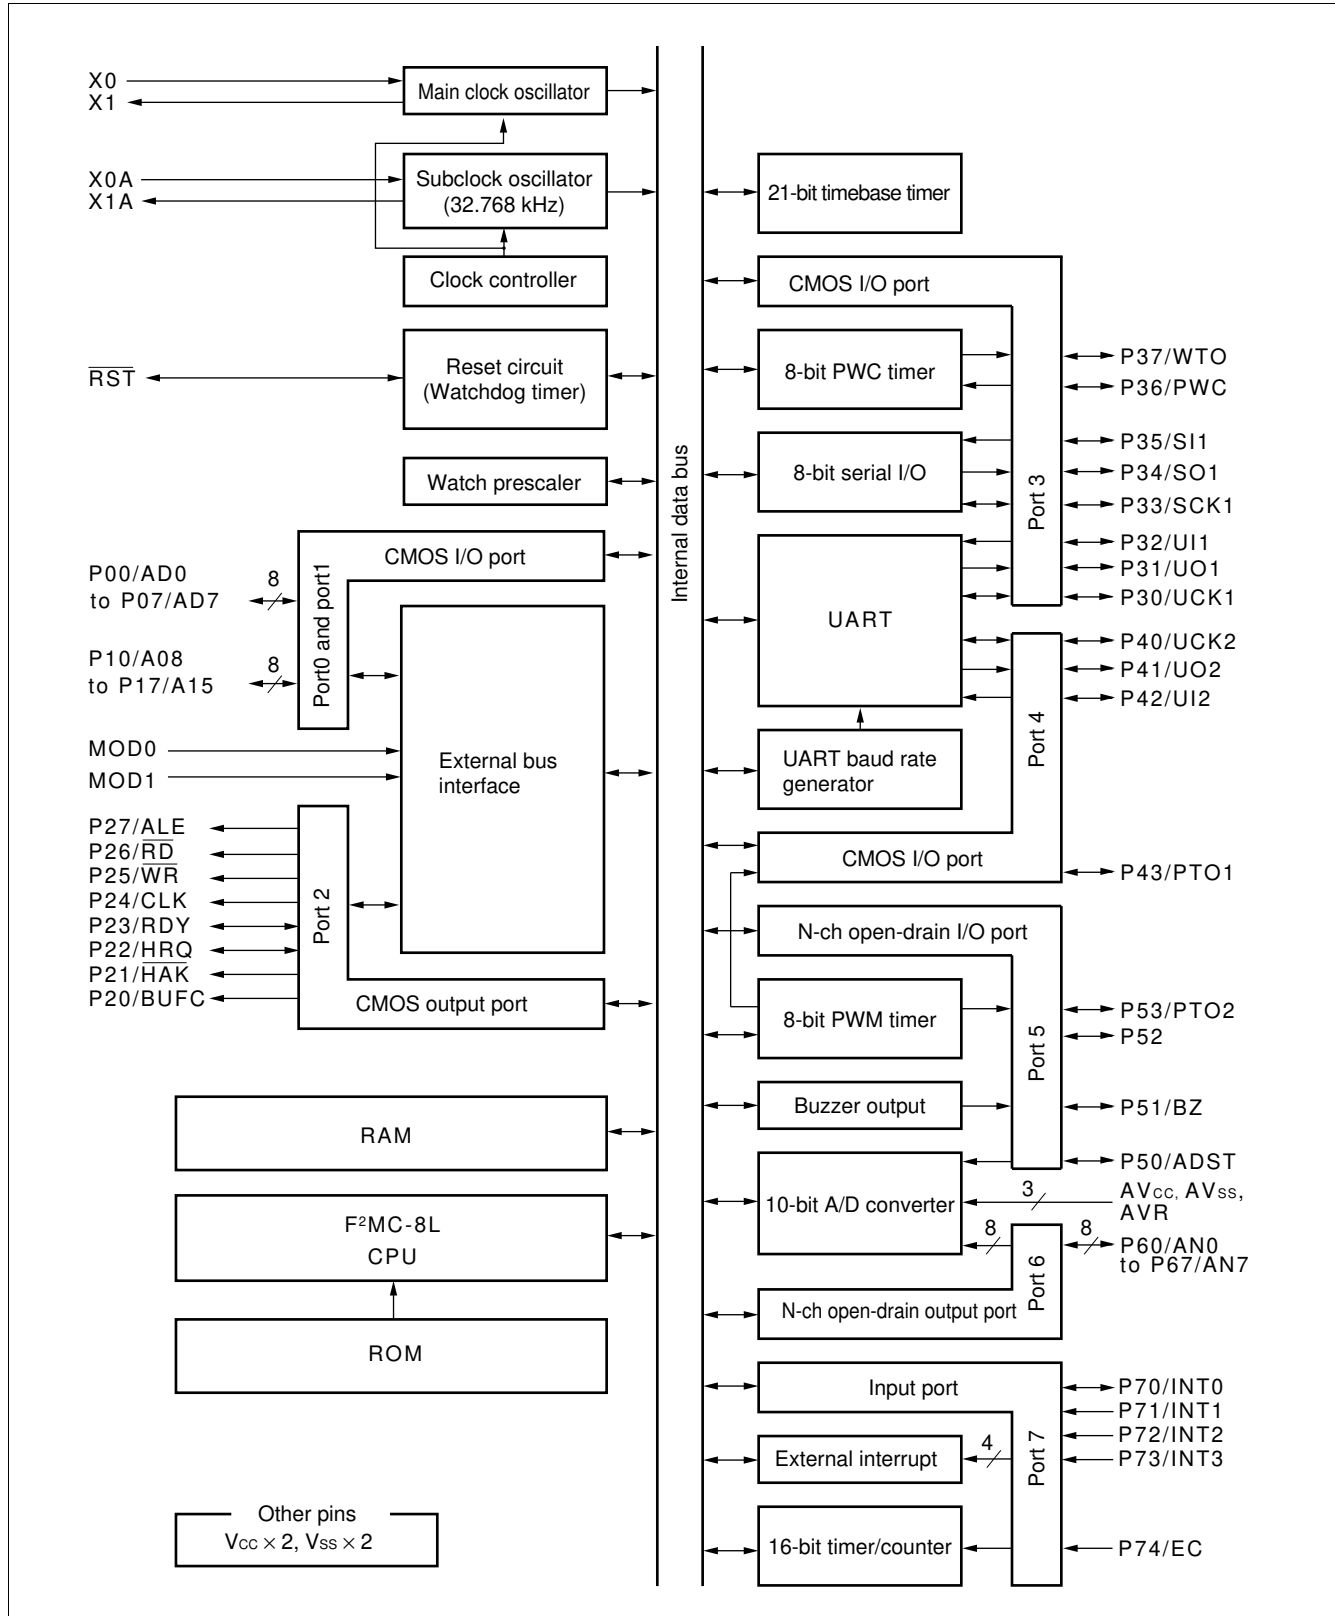 X0
X1
Main clock oscillator
X0A
X1A
Subclock oscillator
(32.768 kHz)
Clock controller
RST
Reset circuit
(Watchdog timer)
Watch prescaler
CMOS I/O port
Port0 and port1
P00/AD0
to P07/AD7
8
P10/A08
to P17/A15
8
MOD0
MOD1
External bus
interface
P27/ALE
P26/RD
P25/WR
P24/CLK
P23/RDY
P22/HRQ
P21/HAK
P20/BUFC
Port 2
CMOS output port
RAM
F²MC-8L
CPU
ROM
Other pins
VCC × 2, VSS × 2
Internal data bus
21-bit timebase timer
CMOS I/O port
Port 3
8-bit PWC timer
P37/WTO
P36/PWC
8-bit serial I/O
P35/SI1
P34/SO1
P33/SCK1
UART
P32/UI1
P31/UO1
P30/UCK1
P40/UCK2
P41/UO2
P42/UI2
Port 4
UART baud rate
generator
CMOS I/O port
P43/PTO1
N-ch open-drain I/O port
Port 5
8-bit PWM timer
P53/PTO2
P52
Buzzer output
P51/BZ
P50/ADST
10-bit A/D converter
3
AVCC, AVSS,
AVR
8
8
P60/AN0
to P67/AN7
Port 6
N-ch open-drain output port
Input port
Port 7
P70/INT0
P71/INT1
P72/INT2
P73/INT3
External interrupt
4
16-bit timer/counter
P74/EC